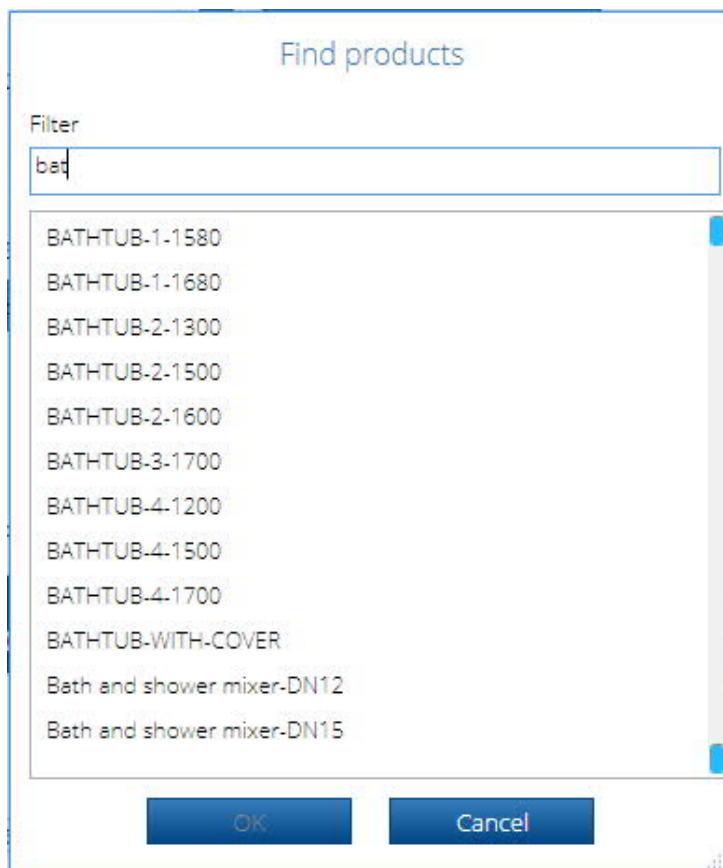 Find products
Filter
bat
BATHTUB-1-1580
BATHTUB-1-1680
BATHTUB-2-1300
BATHTUB-2-1500
BATHTUB-2-1600
BATHTUB-3-1700
BATHTUB-4-1200
BATHTUB-4-1500
BATHTUB-4-1700
BATHTUB-WITH-COVER
Bath and shower mixer-DN12
Bath and shower mixer-DN15
OK
Cancel